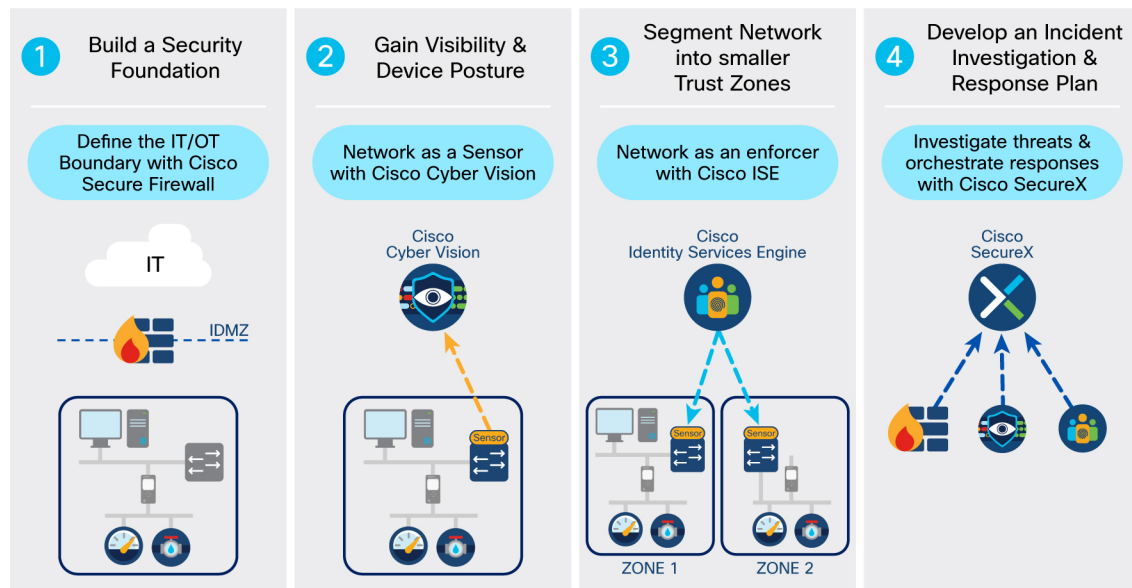 1
Build a Security
Foundation
Define the IT/OT
Boundary with Cisco
Secure Firewall
IT
IDMZ
2
Gain Visibility &
Device Posture
Network as a Sensor
with Cisco Cyber Vision
Cisco
Cyber Vision
Sensor
3
Segment Network
into smaller
Trust Zones
Network as an enforcer
with Cisco ISE
Cisco
Identity Services Engine
Sensor
Sensor
ZONE 1
ZONE 2
4
Develop an Incident
Investigation &
Response Plan
Investigate threats &
orchestrate responses
with Cisco SecureX
Cisco
SecureX